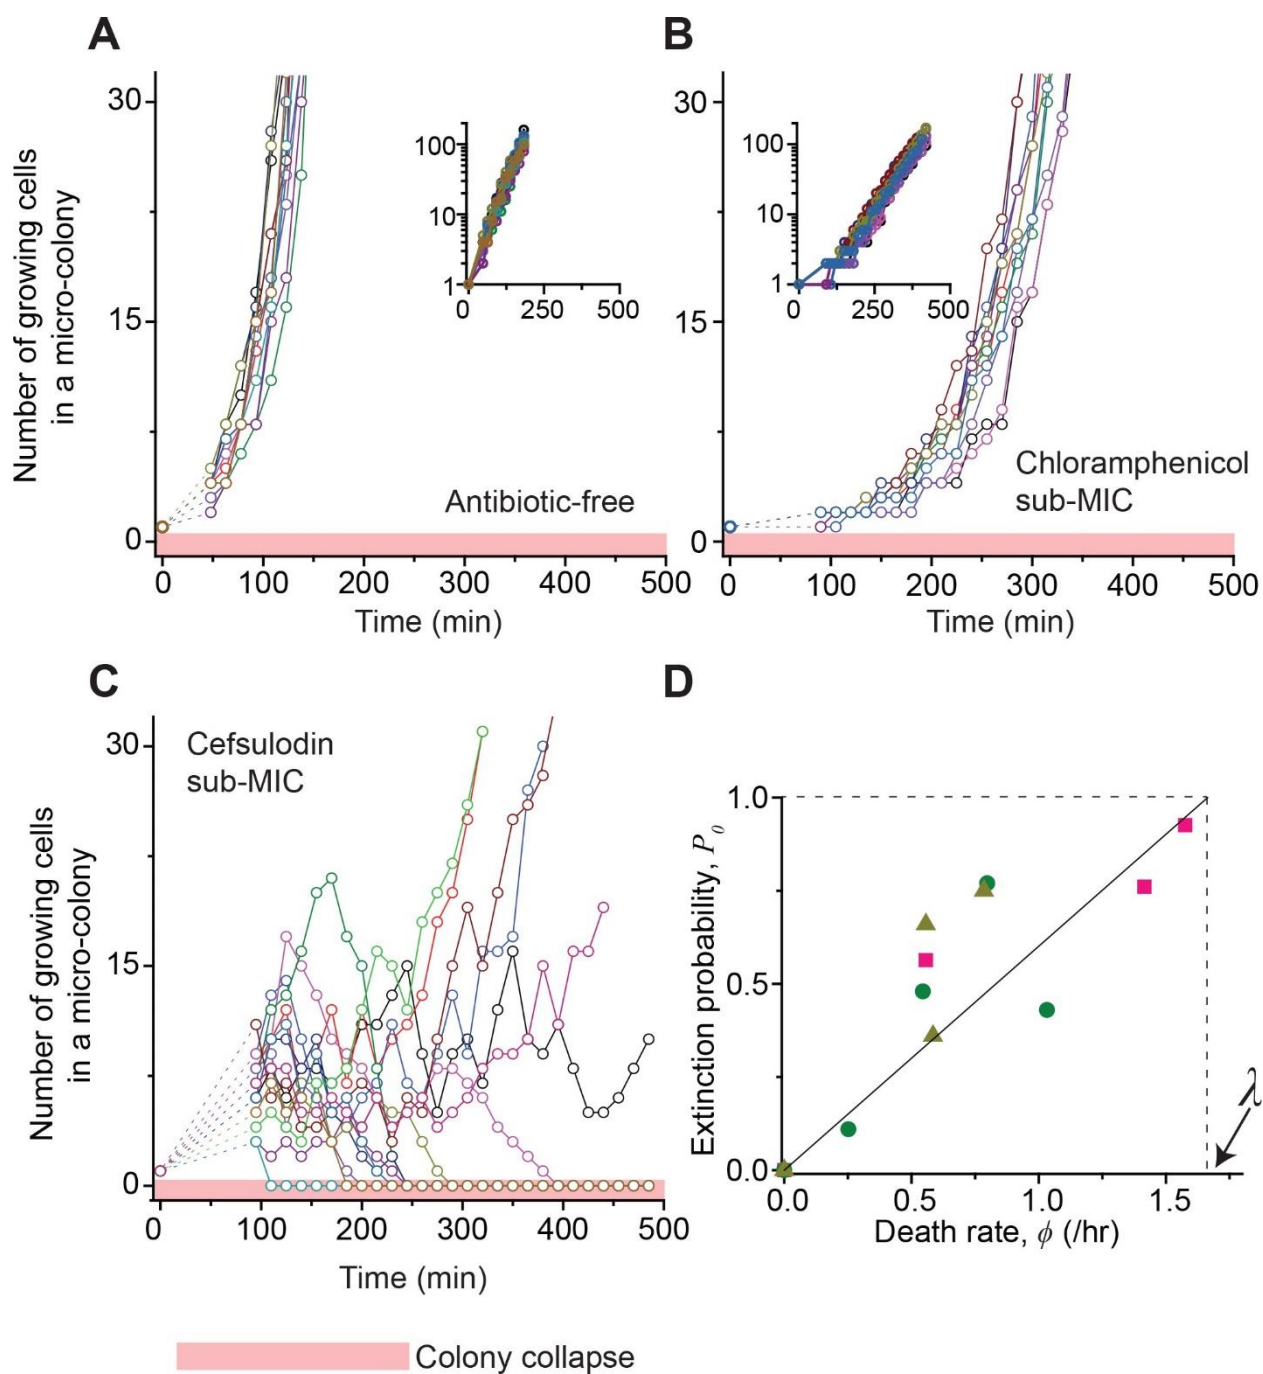 A
Number of growing cells
in a micro-colony
30
15
0
100
10
1
0 250 500
Antibiotic-free
0 100 200 300 400 500
Time (min)
B
30
15
0
100
10
1
0 250 500
Chloramphenicol
sub-MIC
0 100 200 300 400 500
Time (min)
C
Number of growing cells
in a micro-colony
30
15
0
Cefsulodin
sub-MIC
0 100 200 300 400 500
Time (min)
D
Extinction probability, P0
1.0
0.5
0.0
λ
0.0 0.5 1.0 1.5
Death rate, ϕ (/hr)
Colony collapse